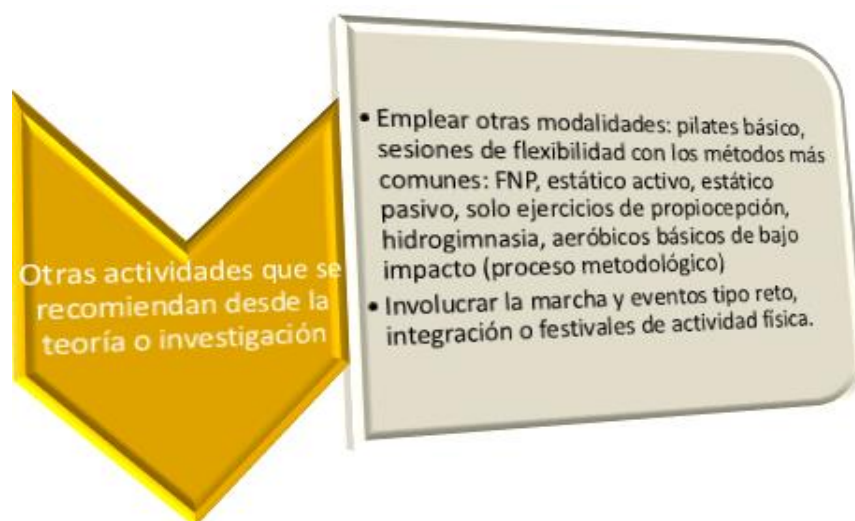 Otras actividades que se
recomiendan desde la
teoría o investigación
• Emplear otras modalidades: pilates básico,
sesiones de flexibilidad con los métodos más
comunes: FNP, estático activo, estático
pasivo, solo ejercicios de propiocepción,
hidrogimnasia, aeróbicos básicos de bajo
impacto (proceso metodológico)
• Involucrar la marcha y eventos tipo reto,
integración o festivales de actividad física.